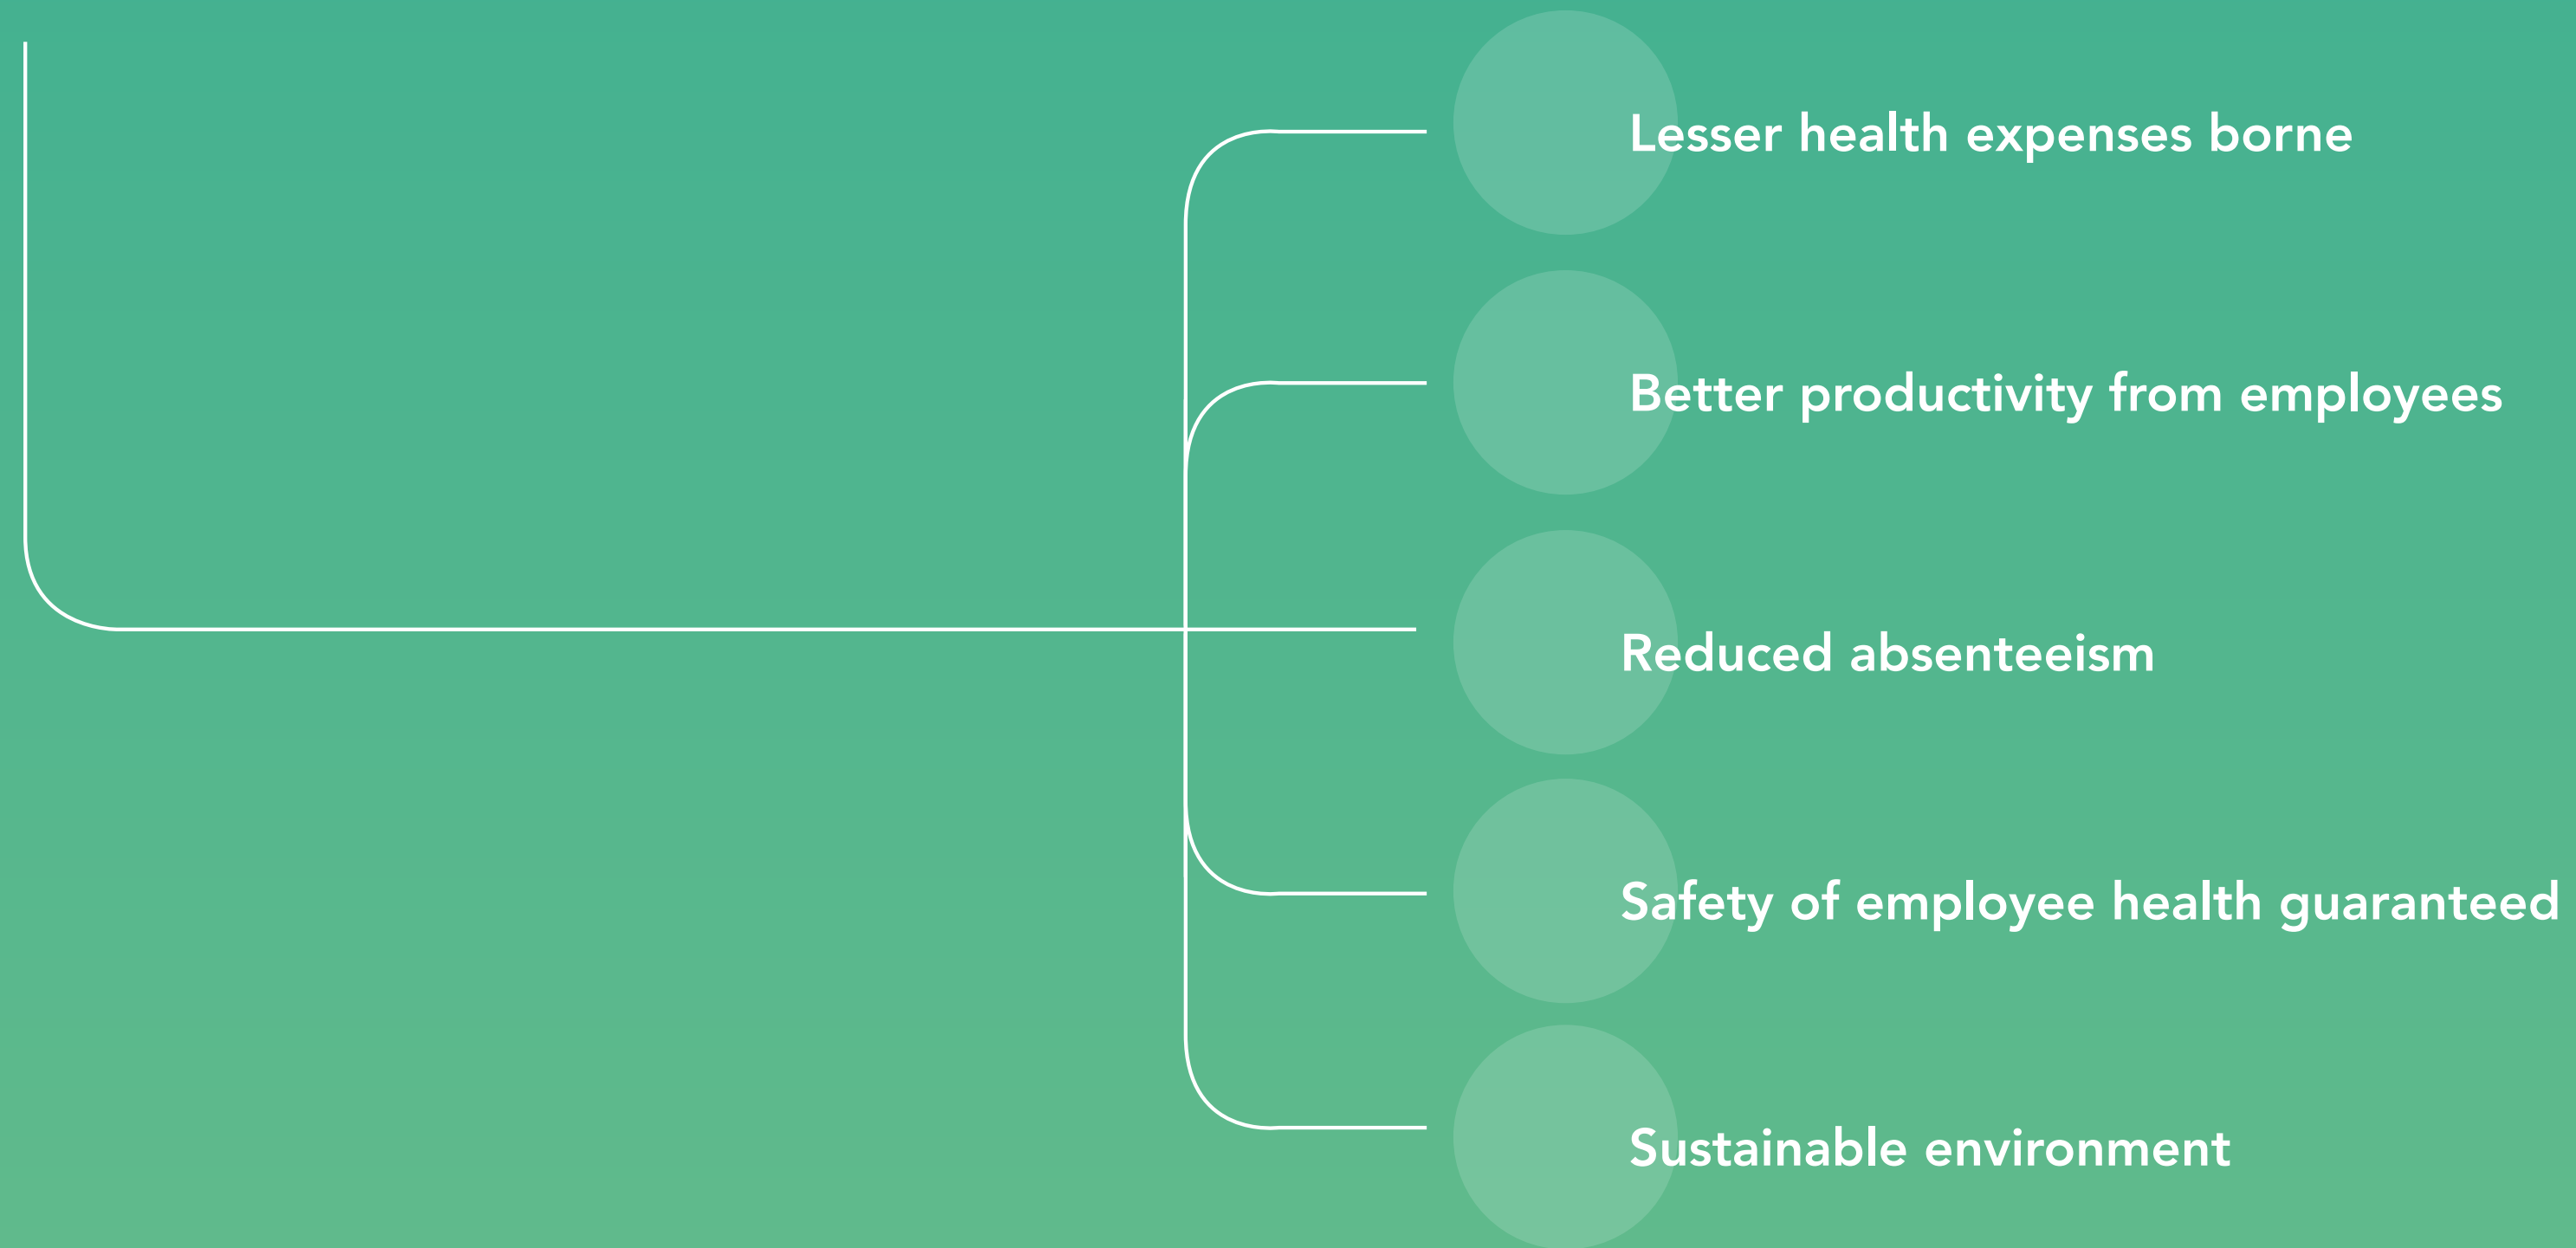 Lesser health expenses borne
Better productivity from employees
Reduced absenteeism
Safety of employee health guaranteed
Sustainable environment